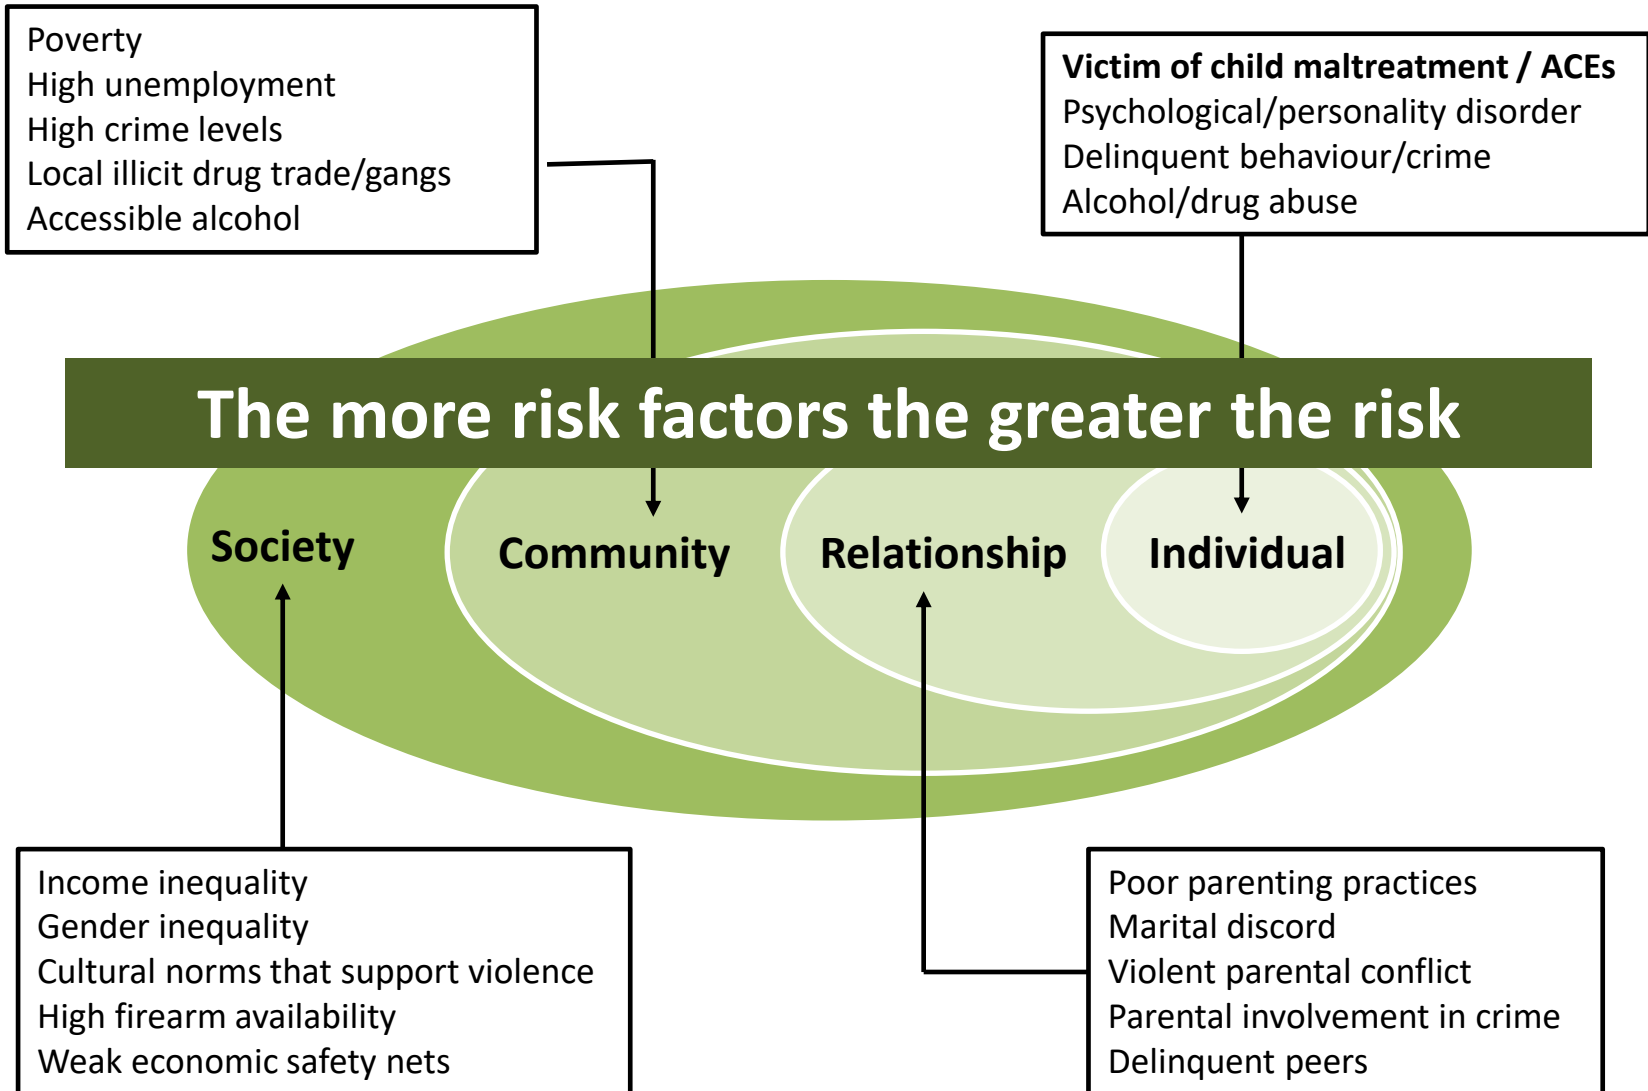 Poverty
High unemployment
High crime levels
Local illicit drug trade/gangs
Accessible alcohol
Victim of child maltreatment / ACEs
Psychological/personality disorder
Delinquent behaviour/crime
Alcohol/drug abuse
The more risk factors the greater the risk
Society
Community
Relationship
Individual
Income inequality
Gender inequality
Cultural norms that support violence
High firearm availability
Weak economic safety nets
Poor parenting practices
Marital discord
Violent parental conflict
Parental involvement in crime
Delinquent peers